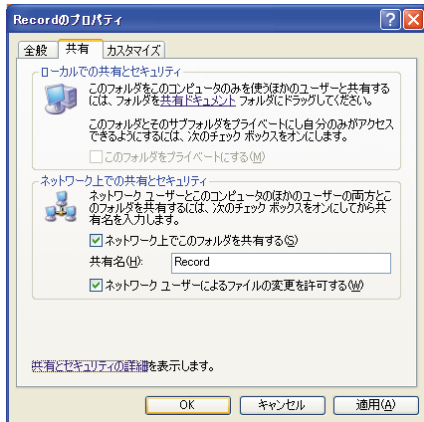 Recordのプロパティ
全般 共有 カスタマイズ
ローカルでの共有とセキュリティ
このフォルダをこのコンピュータのみを使うほかのユーザーと共有する
には、フォルダを共有ドキュメント フォルダにドラッグしてください。
このフォルダとそのサブフォルダをプライベートにし自分のみがアクセス
できるようにするには、次のチェック ボックスをオンにします。
このフォルダをプライベートにする(M)
ネットワーク上での共有とセキュリティ
ネットワーク ユーザーとこのコンピュータのほかのユーザーの両方とこ
のフォルダを共有するには、次のチェック ボックスをオンにしてから共
有名を入力します。
ネットワーク上でこのフォルダを共有する(S)
共有名(H): Record
ネットワーク ユーザーによるファイルの変更を許可する(W)
共有とセキュリティの詳細を表示します。
OK キャンセル 適用(A)